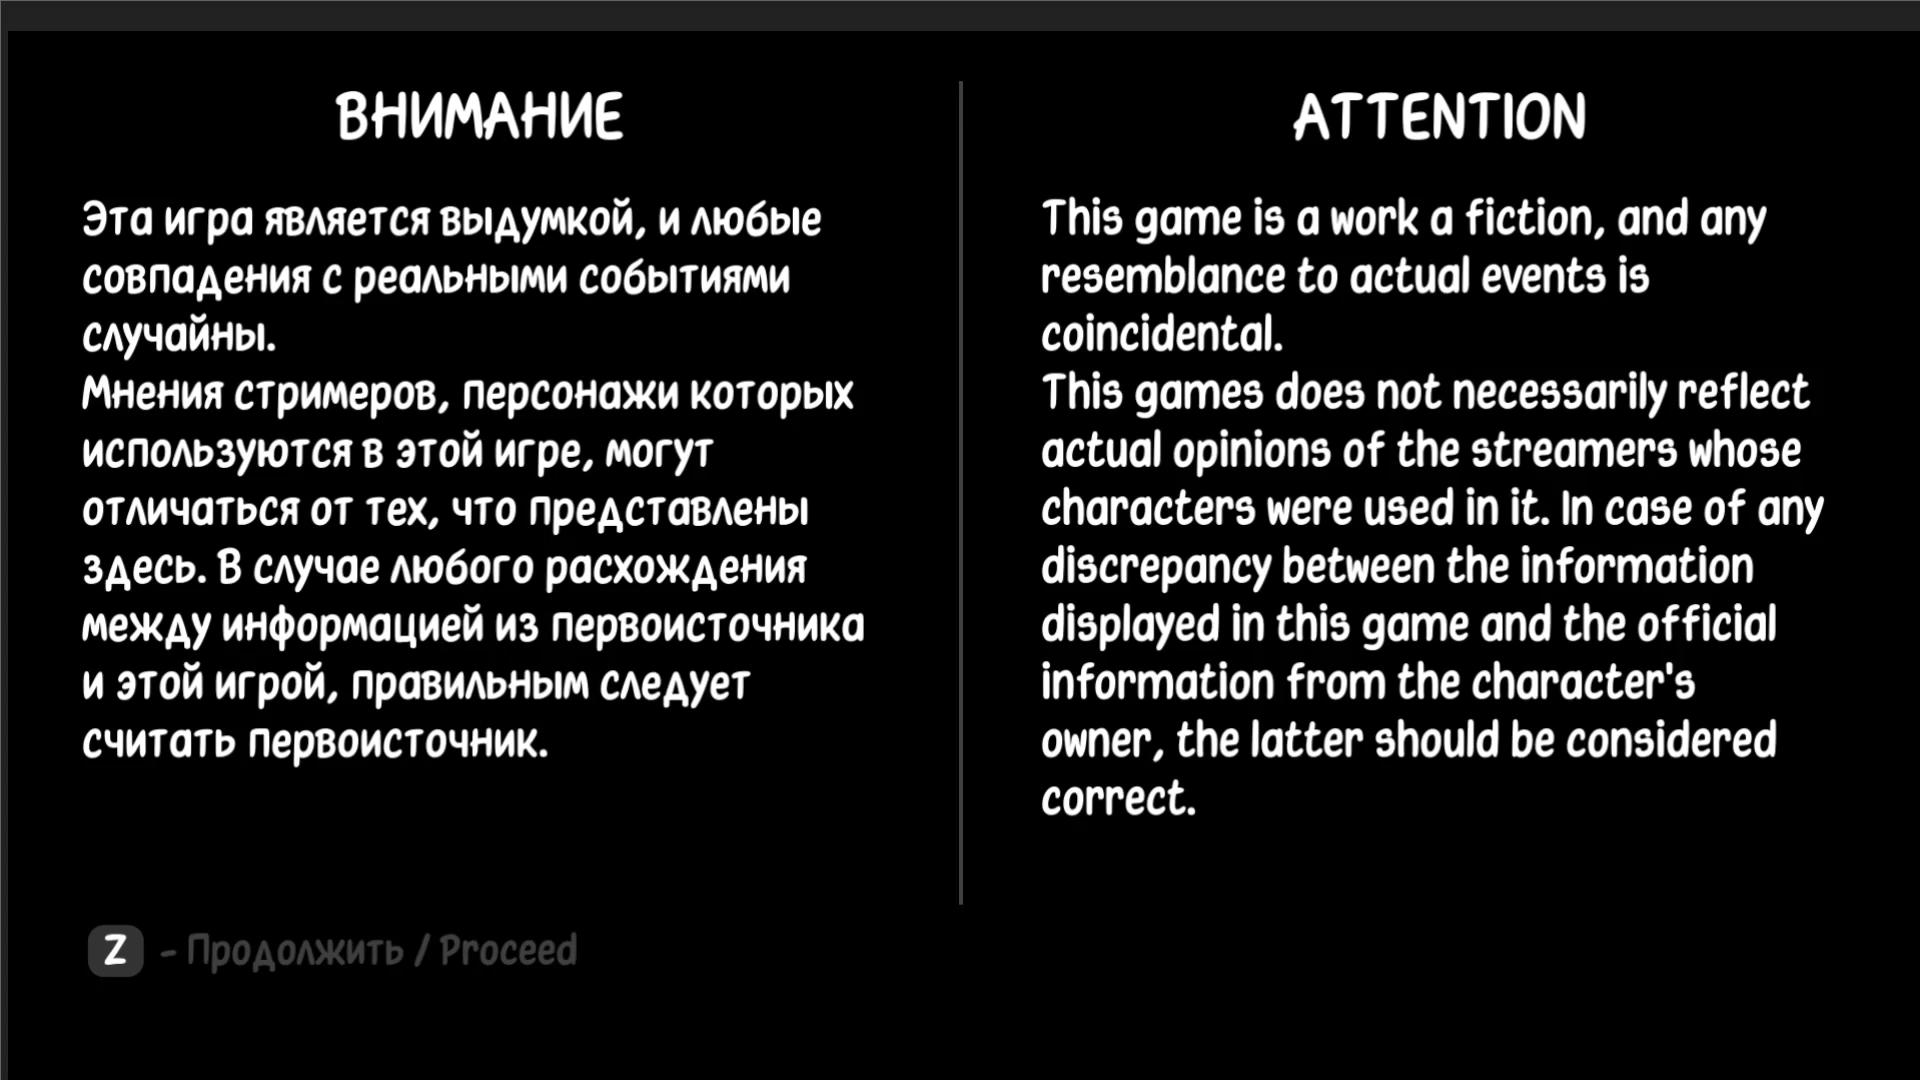 ВНИМАНИЕ
Эта игра является выдумкой, и любые
совпадения с реальными событиями
случайны.
Мнения стримеров, персонажи которых
используются в этой игре, могут
отличаться от тех, что представлены
здесь. В случае любого расхождения
между информацией из первоисточника
и этой игрой, правильным следует
считать первоисточник.
ATTENTION
This game is a work a fiction, and any
resemblance to actual events is
coincidental.
This games does not necessarily reflect
actual opinions of the streamers whose
characters were used in it. In case of any
discrepancy between the information
displayed in this game and the official
information from the character's
owner, the latter should be considered
correct.
Z - Продолжить / Proceed